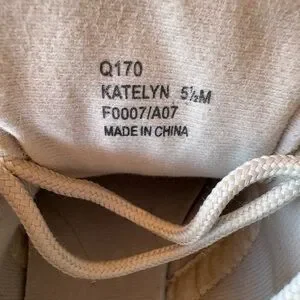 Q170
KATELYN 5½M
F0007/A07
MADE IN CHINA